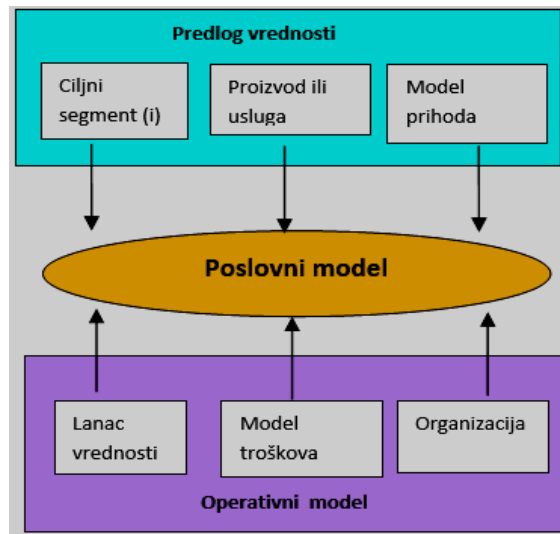 Predlog vrednosti
Ciljni
segment (i)
Proizvod ili
usluga
Model
prihoda
Poslovni model
Lanac
vrednosti
Model
troškova
Organizacija
Operativni model